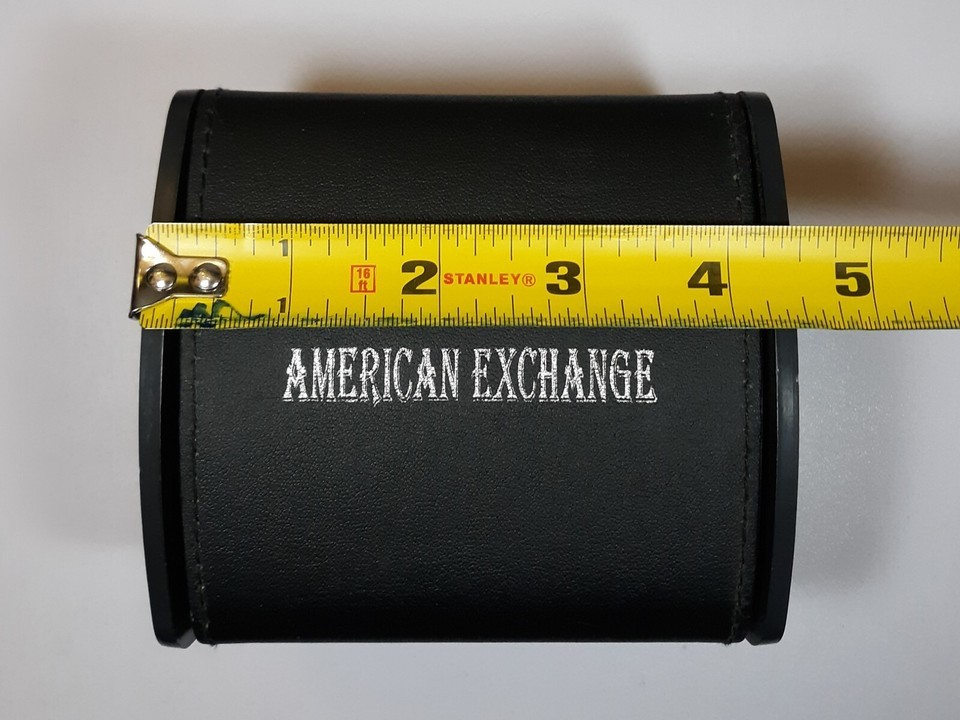 1 16 2 STANLEY® 3 4 5
ft
1
AMERICAN EXCHANGE